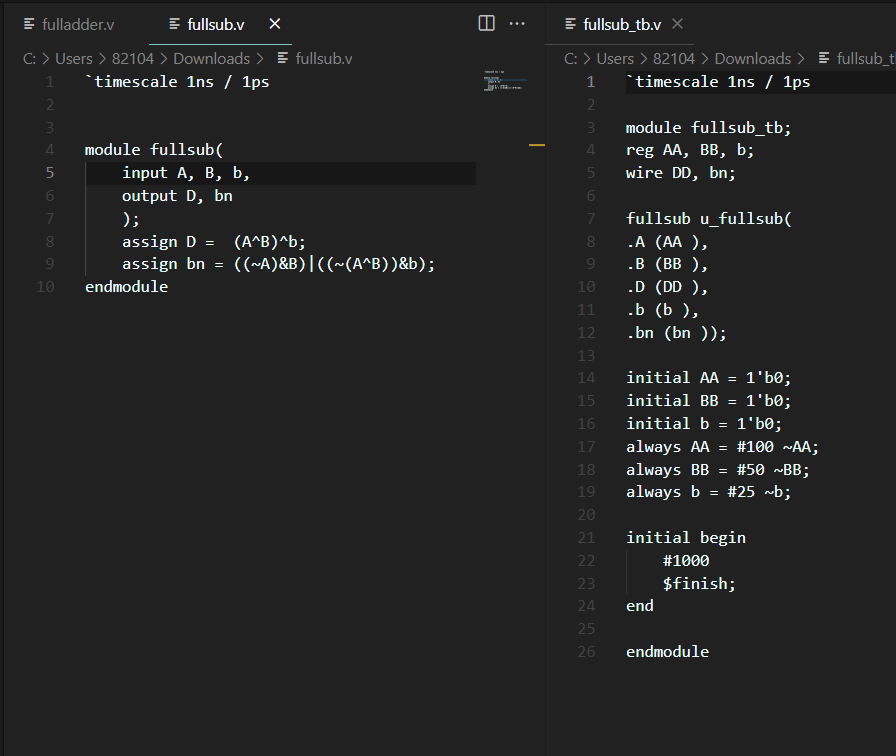 fulladder.v fullsub.v
C: > Users > 82104 > Downloads > fullsub.v
1 `timescale 1ns / 1ps
2
3
4 module fullsub(
5 input A, B, b,
6 output D, bn
7 );
8 assign D =  (A^B)^b;
9 assign bn = ((~A)&B)|((~(A^B))&b);
10 endmodule
fullsub_tb.v
C: > Users > 82104 > Downloads > fullsub_tl
1 `timescale 1ns / 1ps
2
3 module fullsub_tb;
4 reg AA, BB, b;
5 wire DD, bn;
6
7 fullsub u_fullsub(
8 .A (AA ),
9 .B (BB ),
10 .D (DD ),
11 .b (b ),
12 .bn (bn ));
13
14 initial AA = 1'b0;
15 initial BB = 1'b0;
16 initial b = 1'b0;
17 always AA = #100 ~AA;
18 always BB = #50 ~BB;
19 always b = #25 ~b;
20
21 initial begin
22 #1000
23 $finish;
24 end
25
26 endmodule